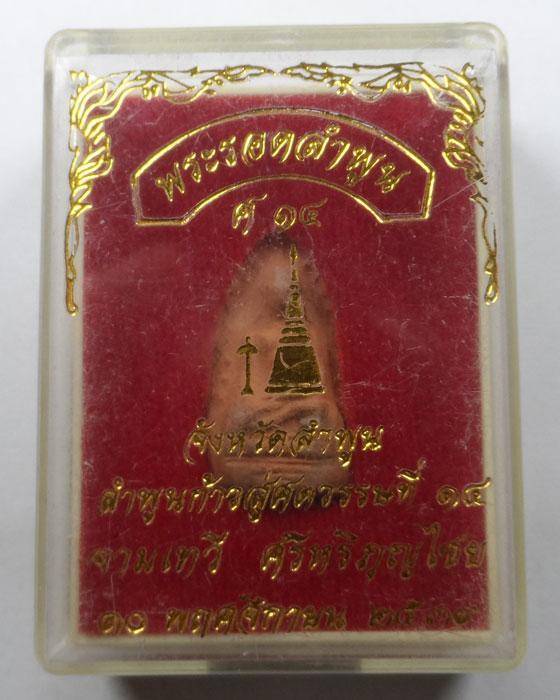 พระรอดลำพูน
ศ ๑๔
จังหวัดลำพูน
ลำพูนก้าวสู่ศตวรรษที่ ๑๔
จามเทวี ศรีหริภุญไชย
๑๐ พฤศจิกายน